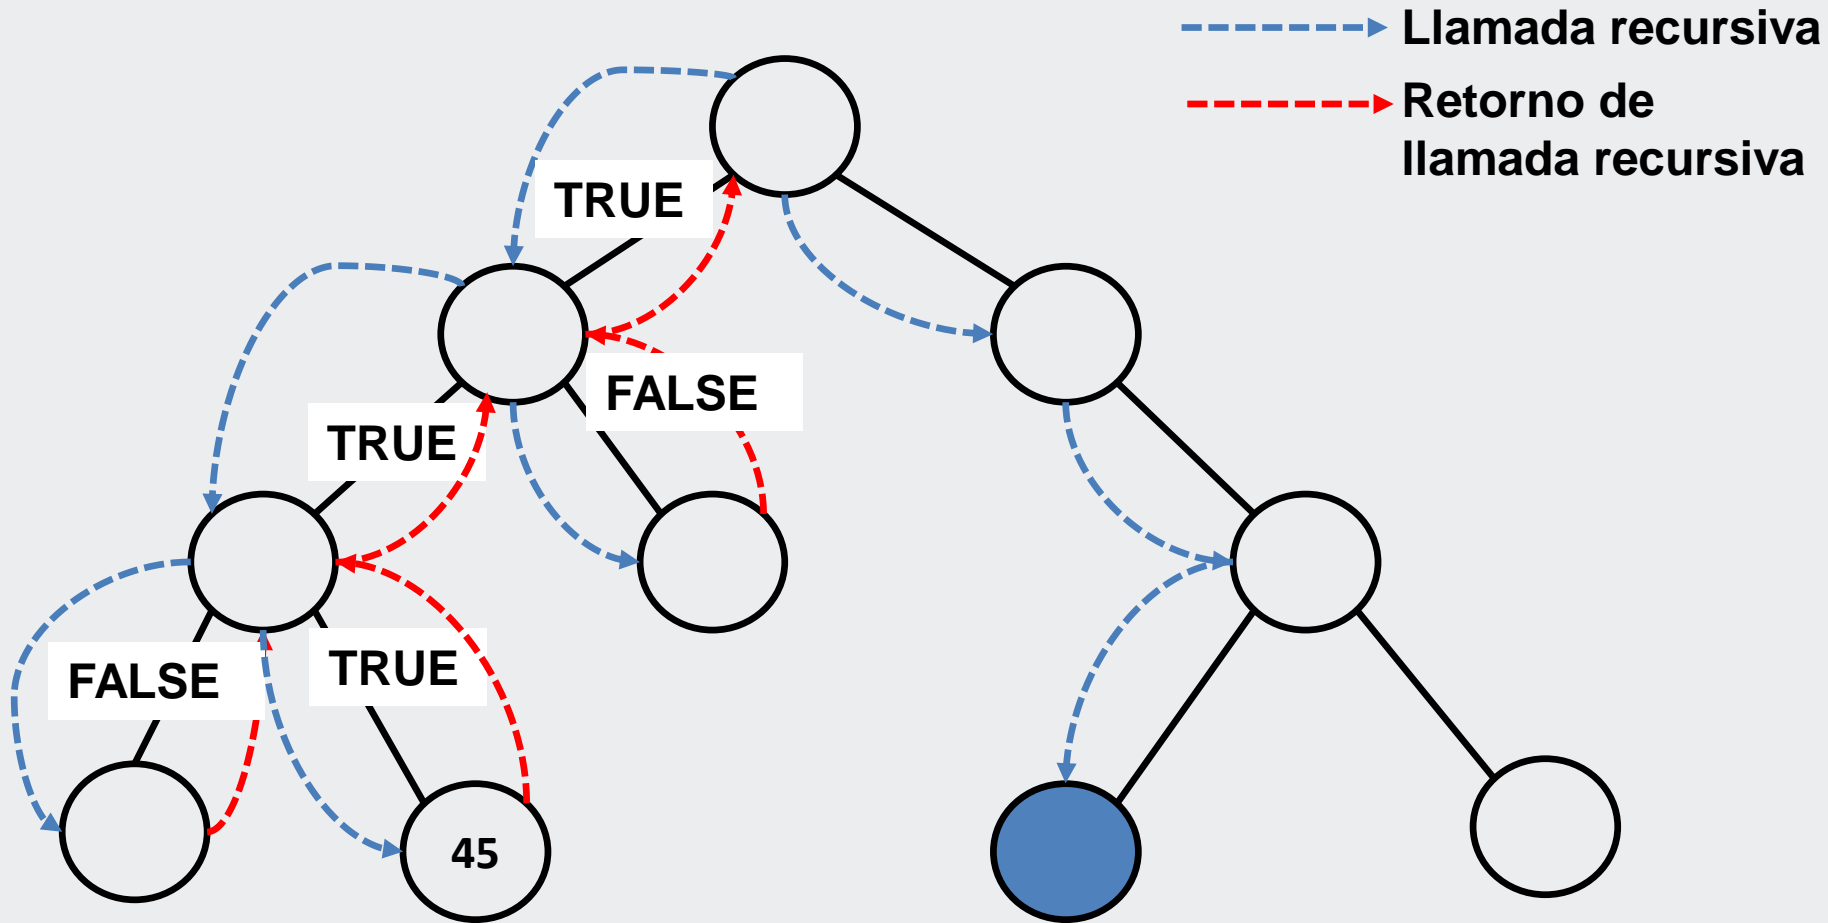 Llamada recursiva
Retorno de
llamada recursiva
TRUE
FALSE
TRUE
FALSE
TRUE
45